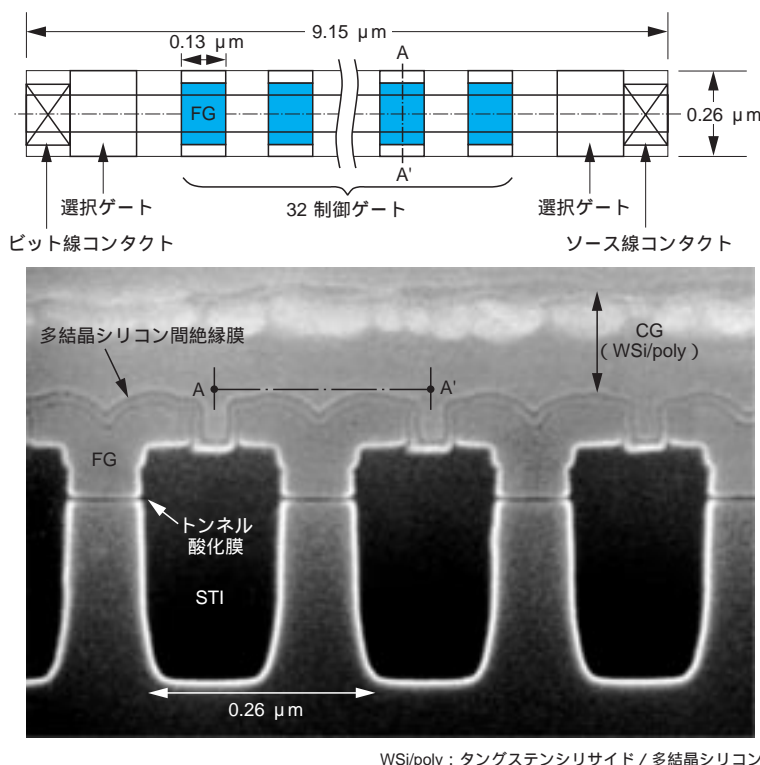 9.15 μm
0.13 μm
A
FG
0.26 μm
A'
選択ゲート
32 制御ゲート
選択ゲート
ビット線コンタクト
ソース線コンタクト
多結晶シリコン間絶縁膜
CG
(WSi/poly)
A
A'
FG
トンネル
酸化膜
STI
0.26 μm
WSi/poly:タングステンシリサイド/多結晶シリコン